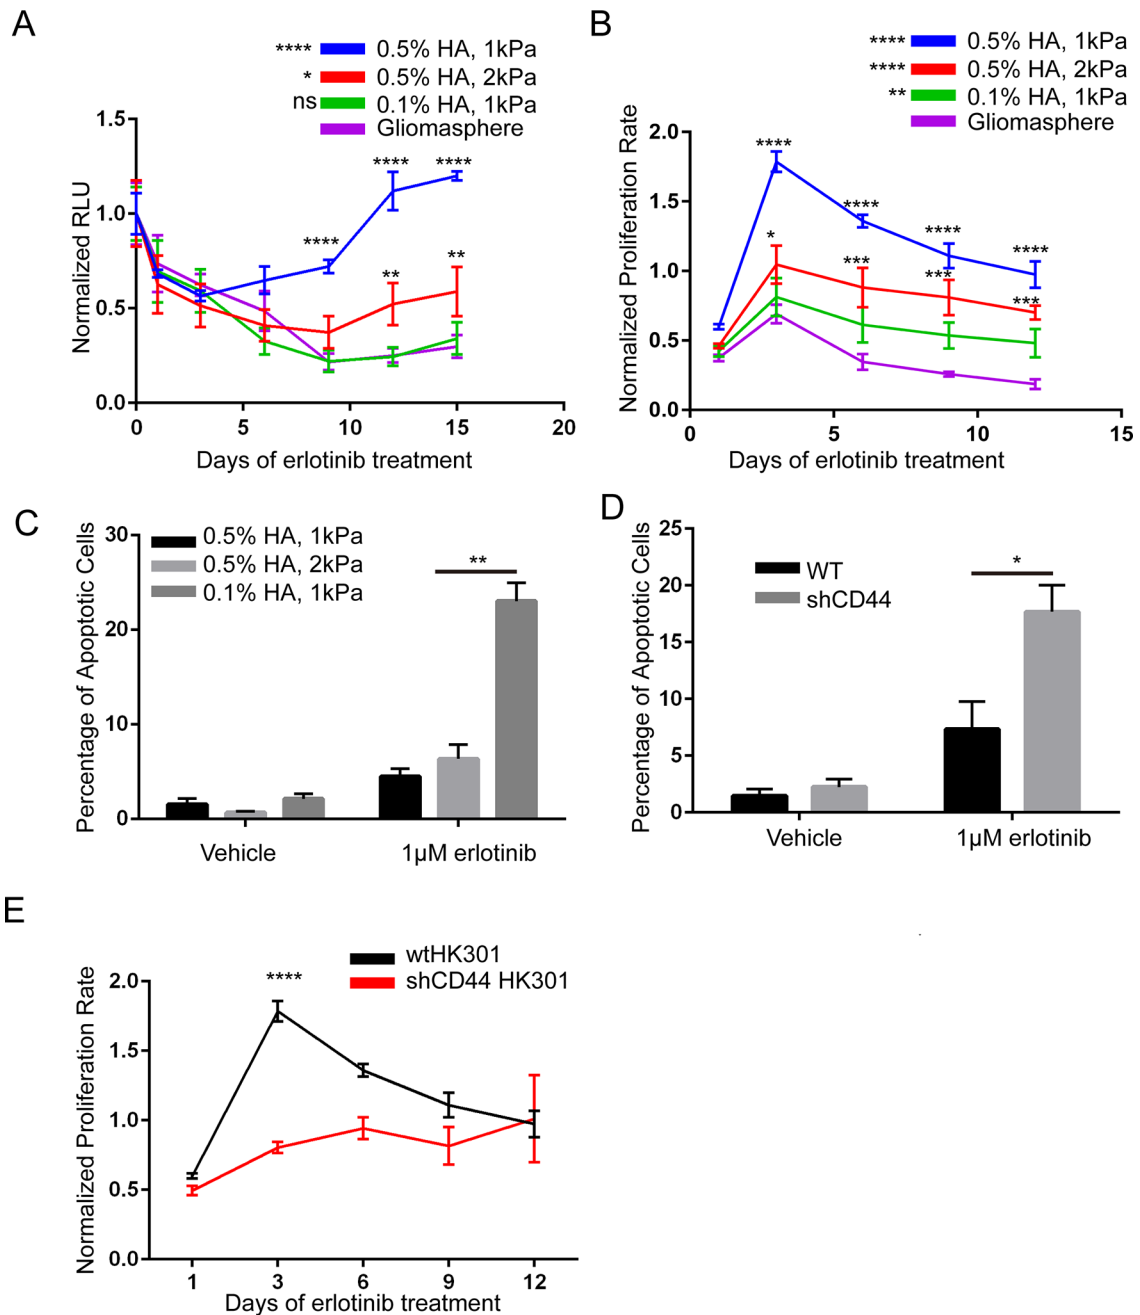 A
**** 0.5% HA, 1kPa
* 0.5% HA, 2kPa
ns 0.1% HA, 1kPa
Gliomasphere
Normalized RLU
1.5
1.0
0.5
0.0
**** ****
****
**
**
0 5 10 15 20
Days of erlotinib treatment
B
**** 0.5% HA, 1kPa
**** 0.5% HA, 2kPa
** 0.1% HA, 1kPa
Gliomasphere
Normalized Proliferation Rate
2.0
1.5
1.0
0.5
0.0
****
****
****
****
*
***
***
***
0 5 10 15
Days of erlotinib treatment
C
0.5% HA, 1kPa
0.5% HA, 2kPa
0.1% HA, 1kPa
Percentage of Apoptotic Cells
30
20
10
0
**
Vehicle 1μM erlotinib
D
WT
shCD44
Percentage of Apoptotic Cells
25
20
15
10
5
0
*
Vehicle 1μM erlotinib
E
wtHK301
shCD44 HK301
Normalized Proliferation Rate
2.0
1.5
1.0
0.5
0.0
****
1 3 6 9 12
Days of erlotinib treatment